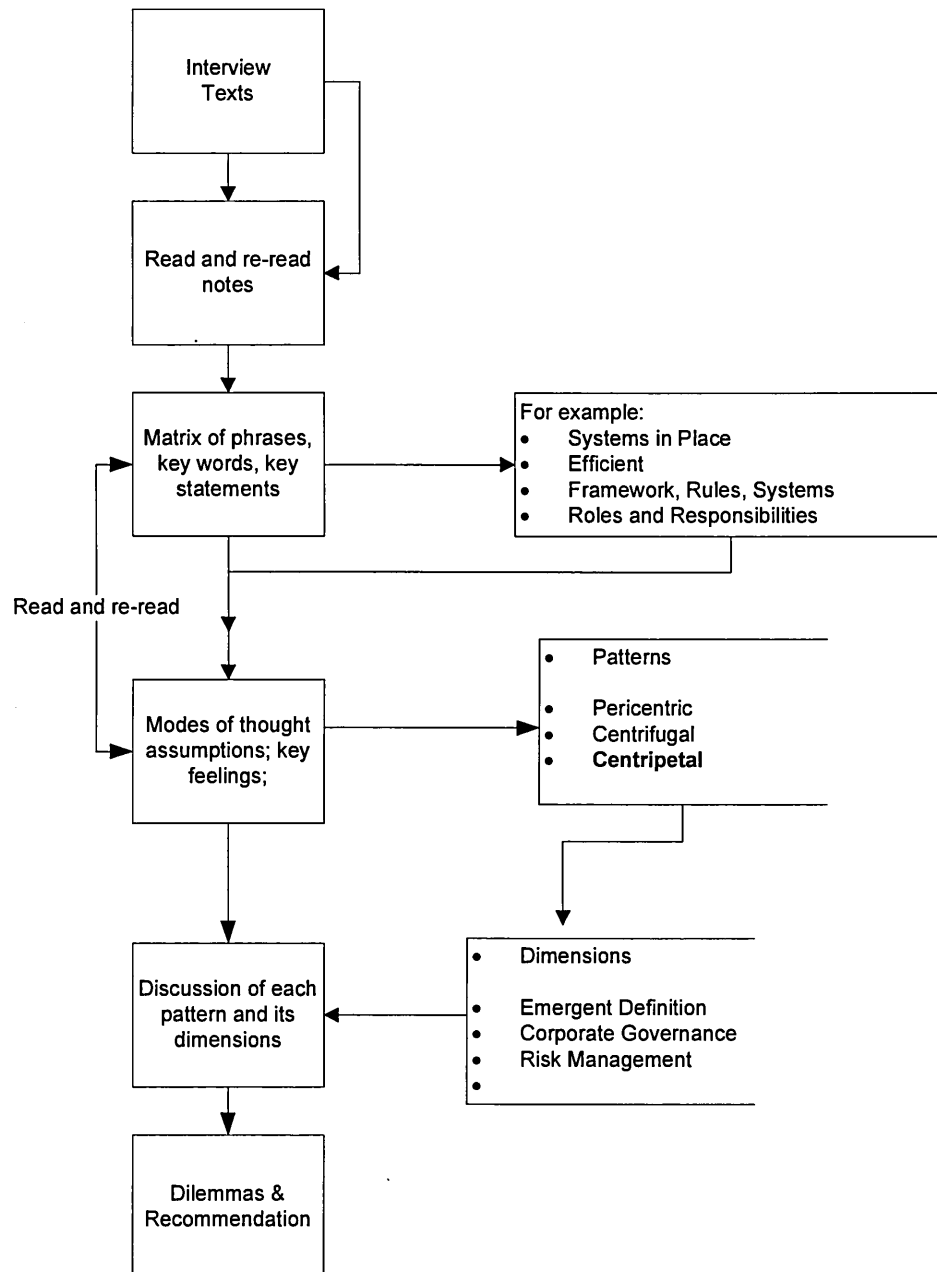 Interview
Texts
Read and re-read
notes
Matrix of phrases,
key words, key
statements
For example:
• Systems in Place
• Efficient
• Framework, Rules, Systems
• Roles and Responsibilities
Read and re-read
Modes of thought
assumptions; key
feelings;
• Patterns
• Pericentric
• Centrifugal
• Centripetal
Discussion of each
pattern and its
dimensions
• Dimensions
• Emergent Definition
• Corporate Governance
• Risk Management
•
Dilemmas &
Recommendation